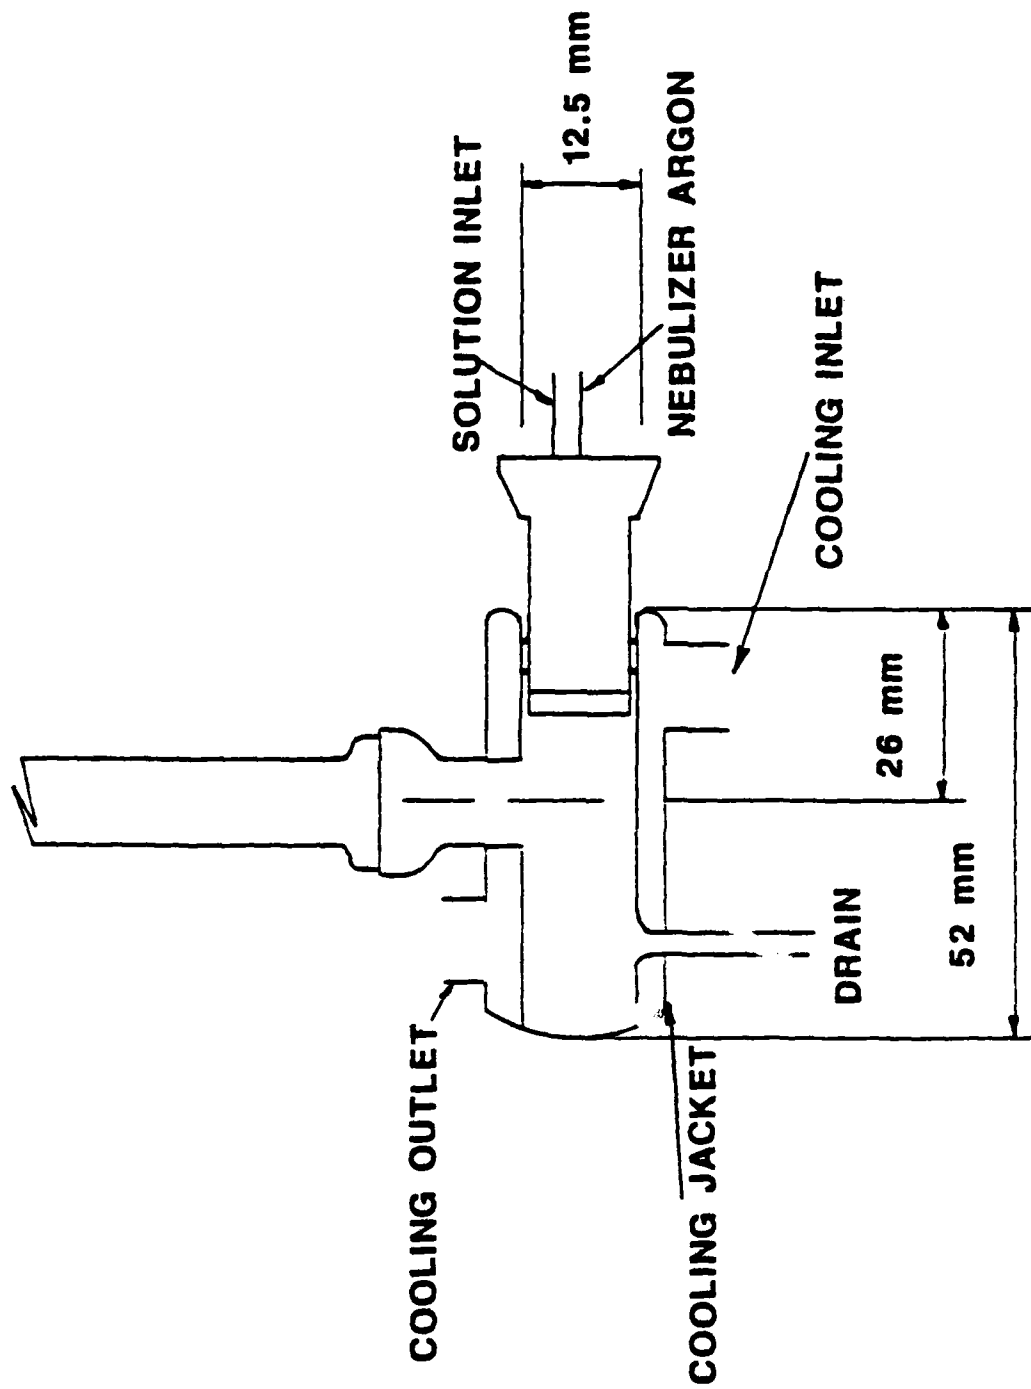 SOLUTION INLET
12.5 mm
NEBULIZER ARGON
COOLING INLET
COOLING OUTLET
COOLING JACKET
DRAIN
26 mm
52 mm